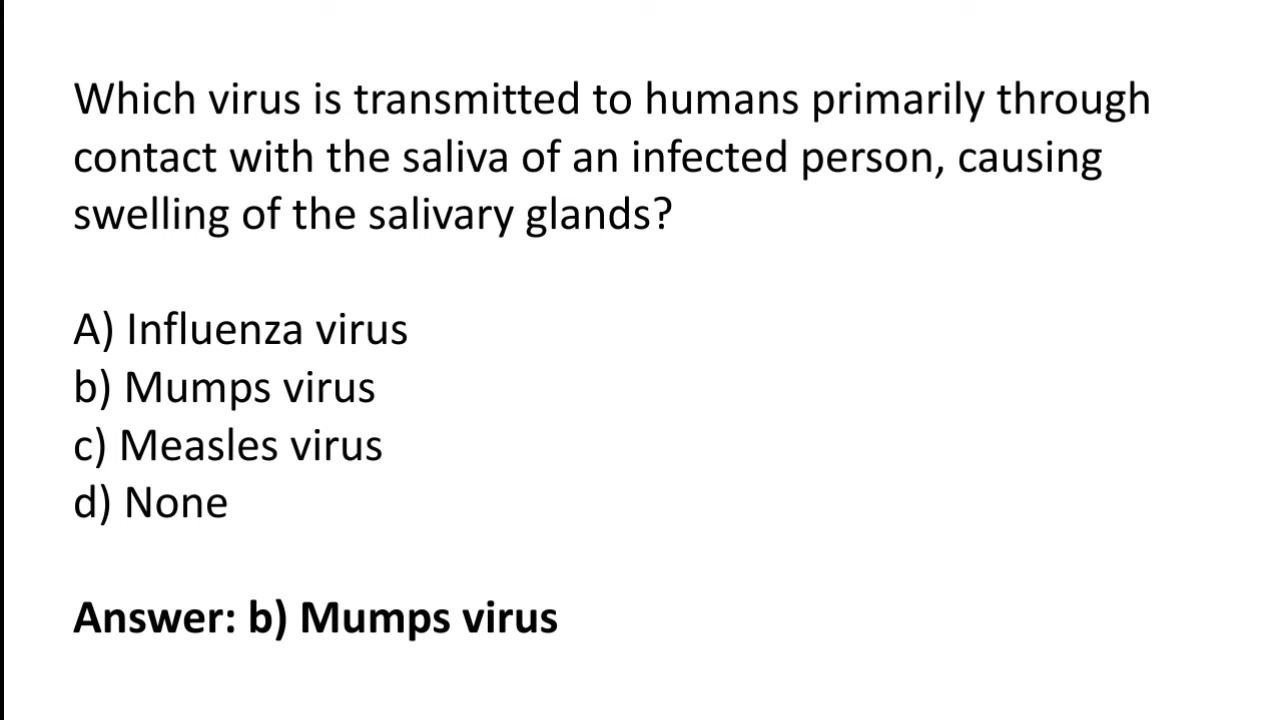 Which virus is transmitted to humans primarily through
contact with the saliva of an infected person, causing
swelling of the salivary glands?
A) Influenza virus
b) Mumps virus
c) Measles virus
d) None
Answer: b) Mumps virus